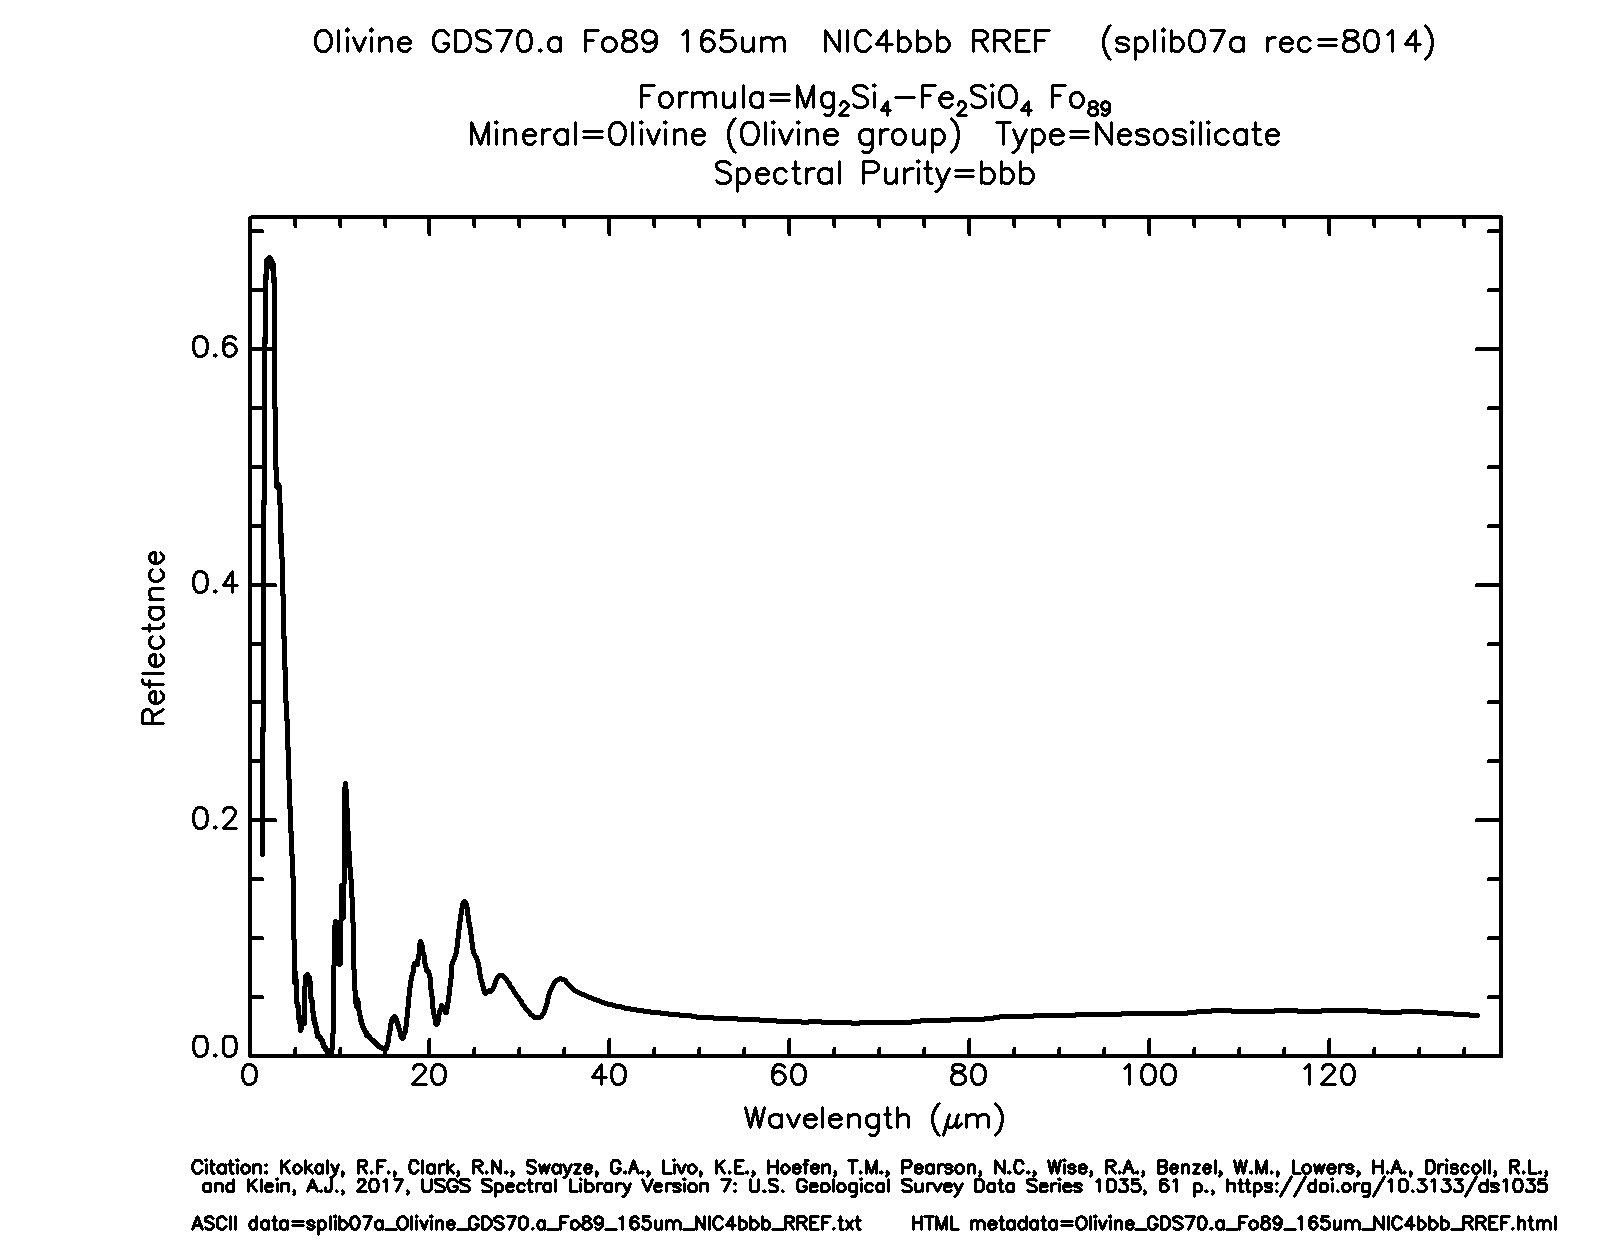 Olivine GDS70.a Fo89 165um NIC4bbb RREF (splib07a rec=8014)
Formula=Mg2Si4-Fe2SiO4 Fo89
Mineral=Olivine (Olivine group) Type=Nesosilicate
Spectral Purity=bbb
Reflectance
0.6
0.4
0.2
0.0
0 20 40 60 80 100 120
Wavelength (μm)
Citation: Kokaly, R.F., Clark, R.N., Swayze, G.A., Livo, K.E., Hoefen, T.M., Pearson, N.C., Wise, R.A., Benzel, W.M., Lowers, H.A., Driscoll, R.L.,
and Klein, A.J., 2017, USGS Spectral Library Version 7: U.S. Geological Survey Data Series 1035, 61 p., https://doi.org/10.3133/ds1035
ASCII data=splib07a_Olivine_GDS70.a_Fo89_165um_NIC4bbb_RREF.txt HTML metadata=Olivine_GDS70.a_Fo89_165um_NIC4bbb_RREF.html